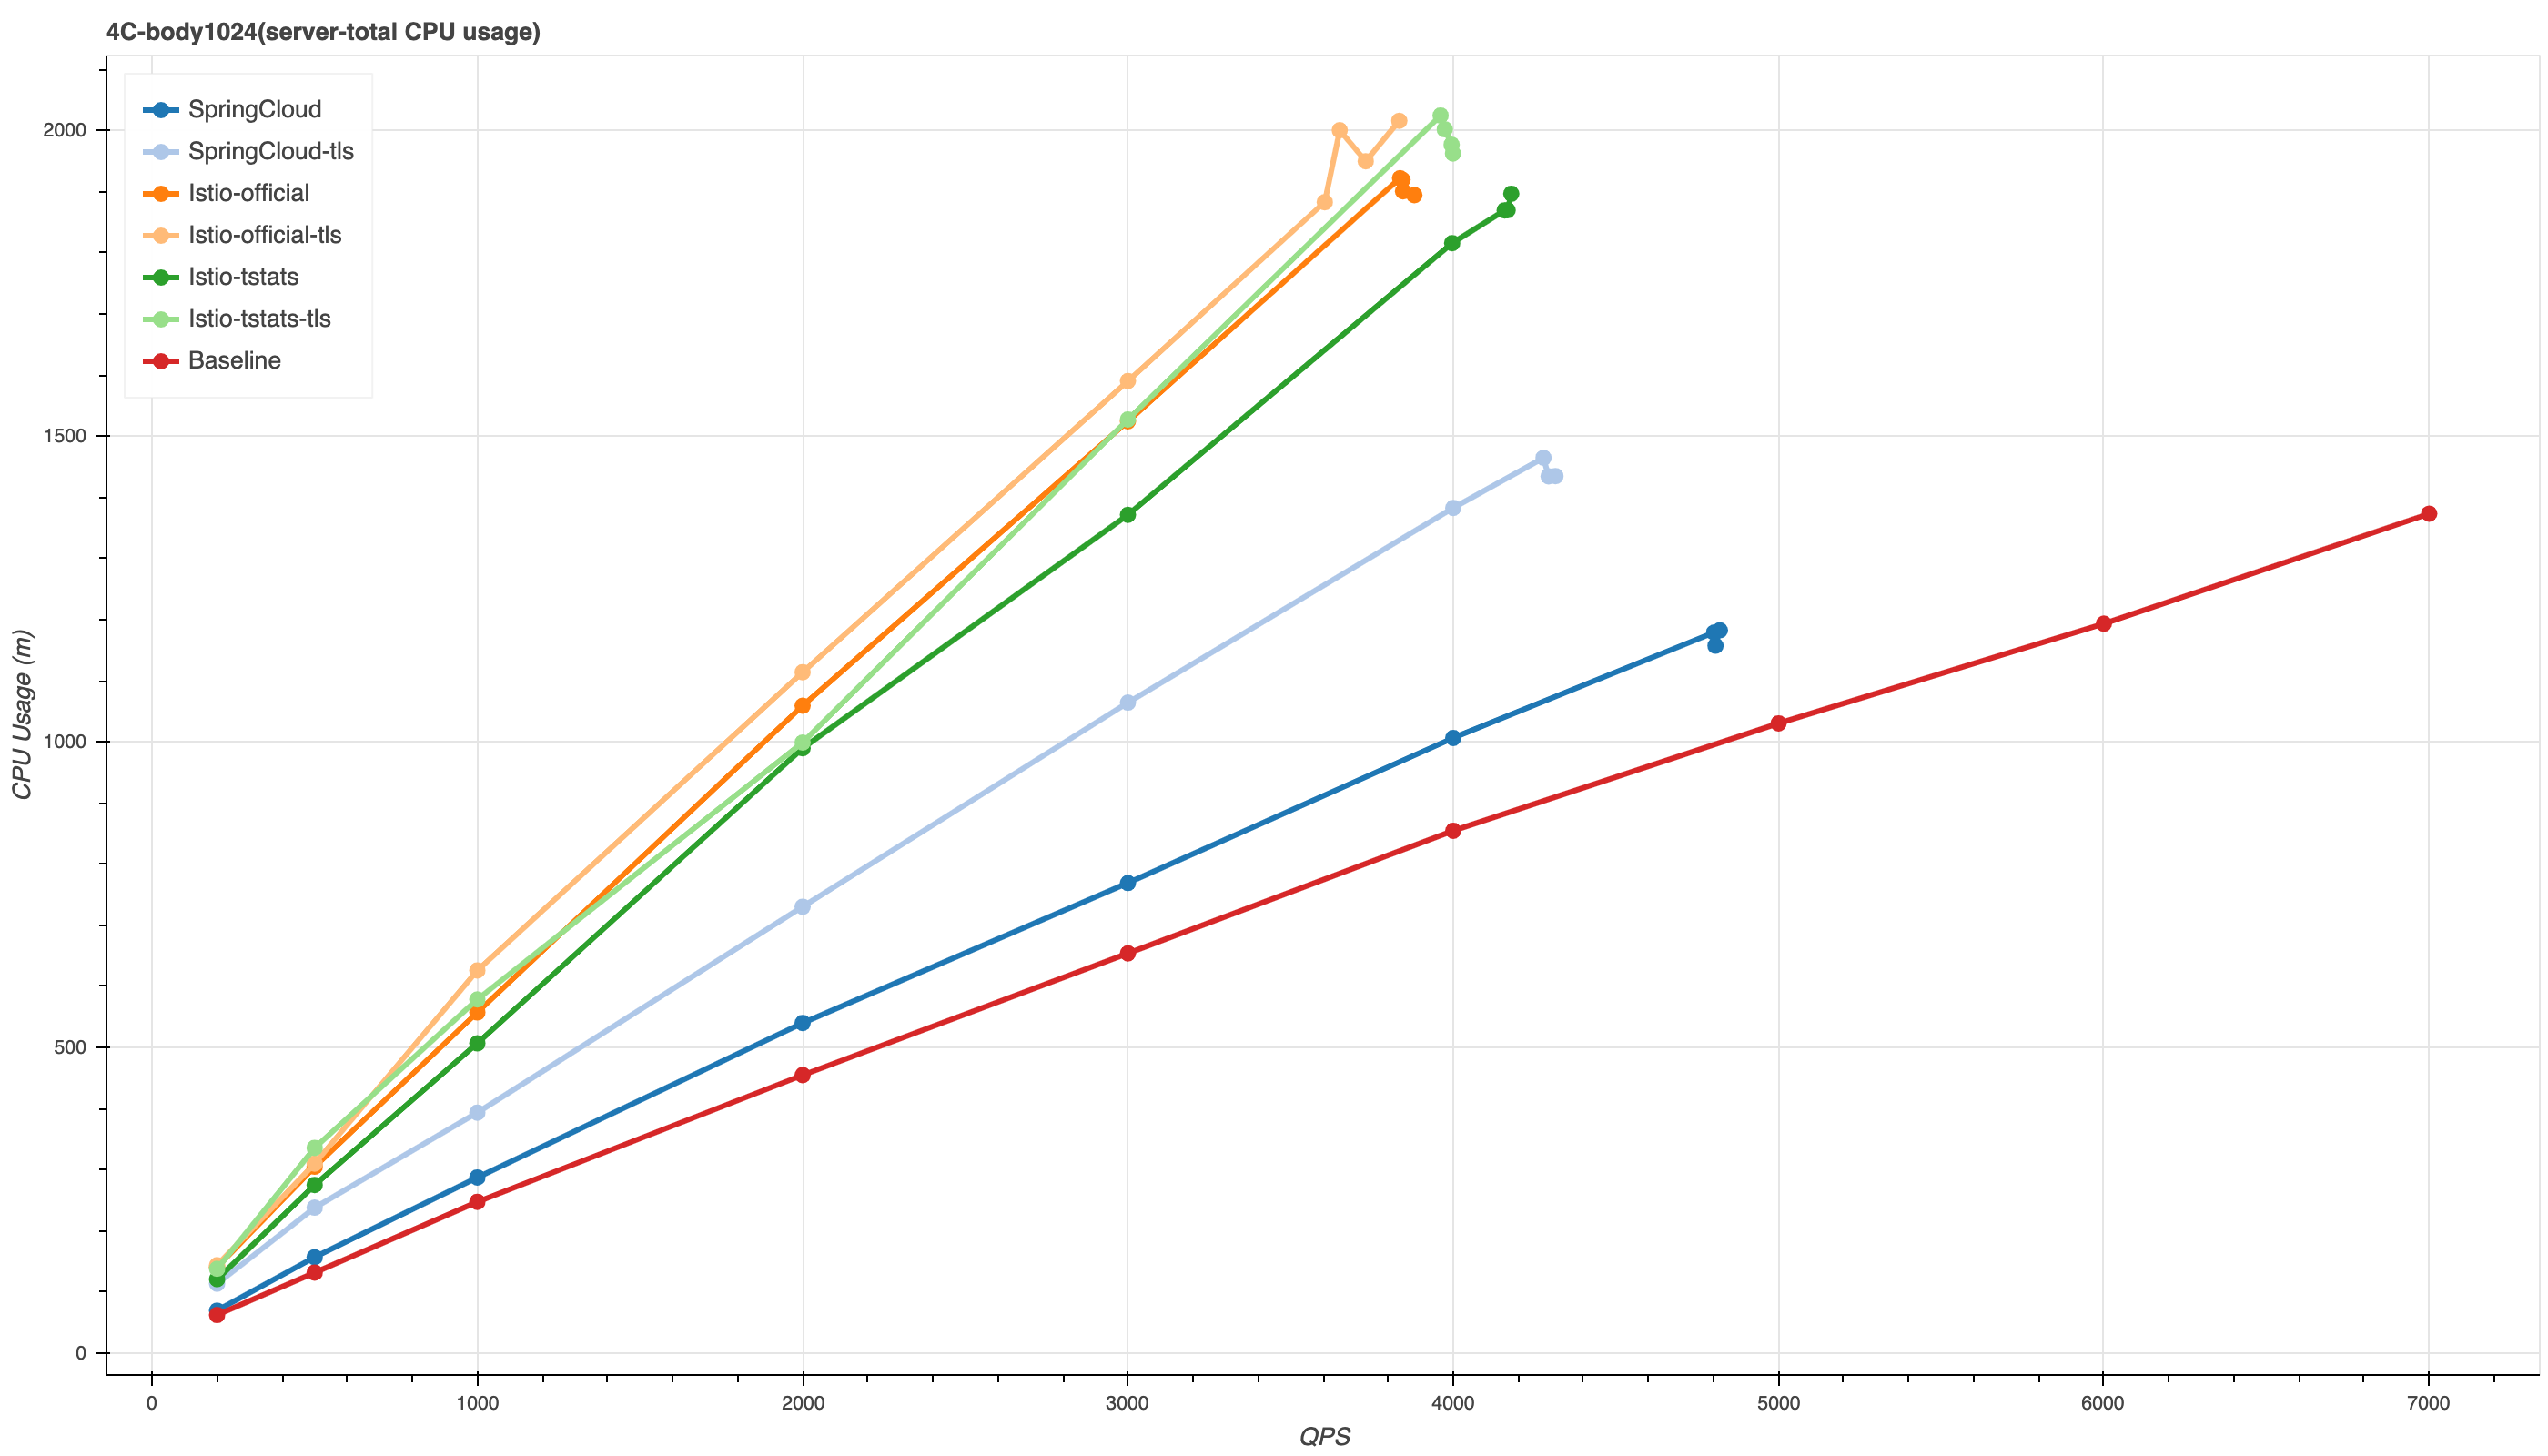 4C-body1024(server-total CPU usage)
SpringCloud
SpringCloud-tls
Istio-official
Istio-official-tls
Istio-tstats
Istio-tstats-tls
Baseline
CPU Usage (m)
2000
1500
1000
500
0
0 1000 2000 3000 4000 5000 6000 7000
QPS